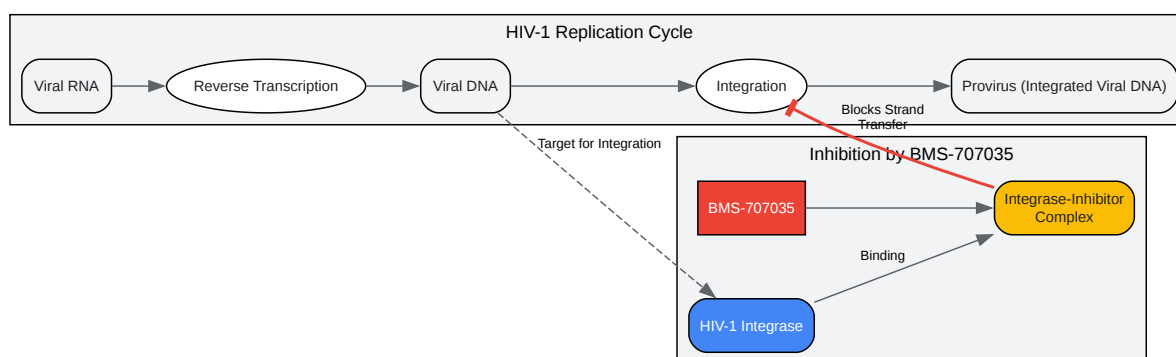 HIV-1 Replication Cycle
Viral RNA
Reverse Transcription
Viral DNA
Integration
Provirus (Integrated Viral DNA)
Blocks Strand
Transfer
Target for Integration
Inhibition by BMS-707035
BMS-707035
Integrase-Inhibitor
Complex
Binding
HIV-1 Integrase